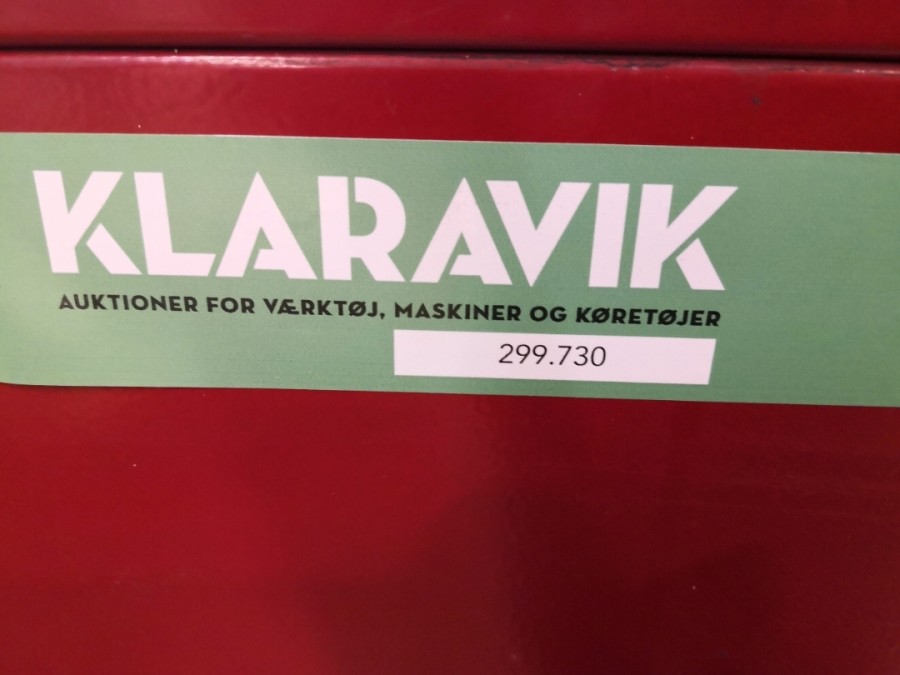 KLARAVIK
AUKTIONER FOR VÆRKTØJ, MASKINER OG KØRETØJER
299.730